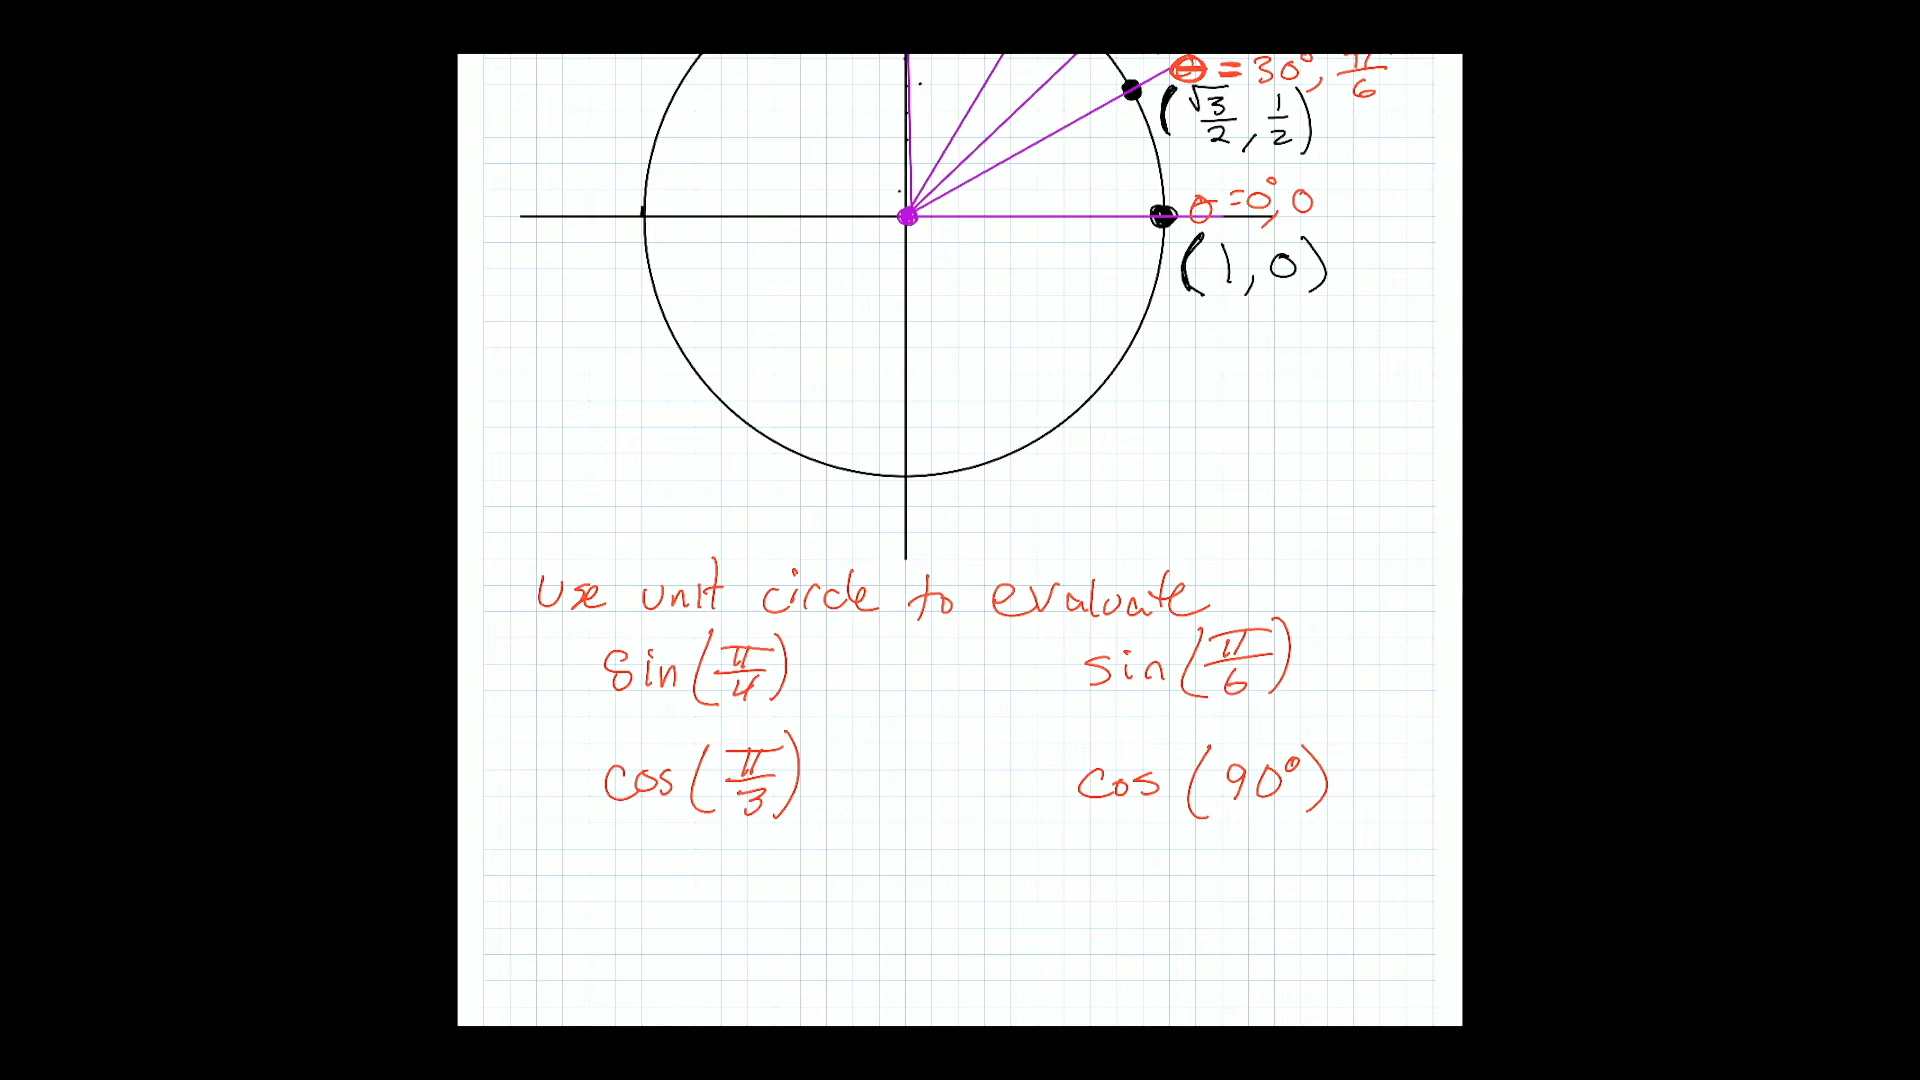 θ = 30°, π/6
(√3/2, 1/2)
θ = 0°, 0
(1, 0)
Use unit circle to evaluate
sin(π/4) sin(π/6)
cos(π/3) cos(90°)